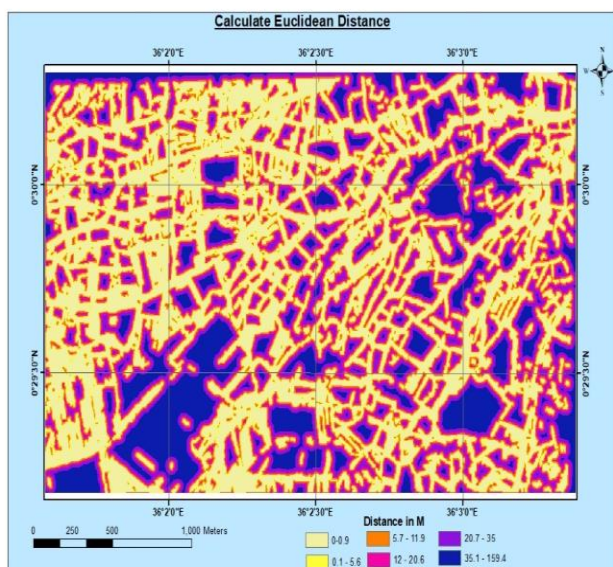 Calculate Euclidean Distance
36°2'0"E 36°2'30"E 36°3'0"E
N
W E
S
0°30'0"N 0°30'0"N
0°29'30"N 0°29'30"N
36°2'0"E 36°2'30"E 36°3'0"E
0 250 500 1,000 Meters
Distance in M
0-0.9 5.7 - 11.9 20.7 - 35
0.1 - 5.6 12 - 20.6 35.1 - 159.4